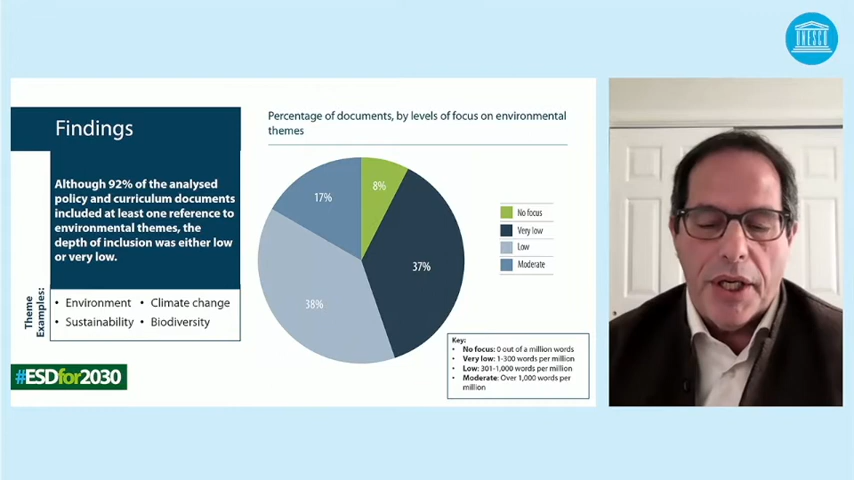 UNESCO
Findings
Although 92% of the analysed
policy and curriculum documents
included at least one reference to
environmental themes, the
depth of inclusion was either low
or very low.
Theme
Examples:
• Environment • Climate change
• Sustainability • Biodiversity
#ESDfor2030
Percentage of documents, by levels of focus on environmental
themes
8%
17%
37%
38%
No focus
Very low
Low
Moderate
Key:
• No focus: 0 out of a million words
• Very low: 1-300 words per million
• Low: 301-1,000 words per million
• Moderate: Over 1,000 words per
million